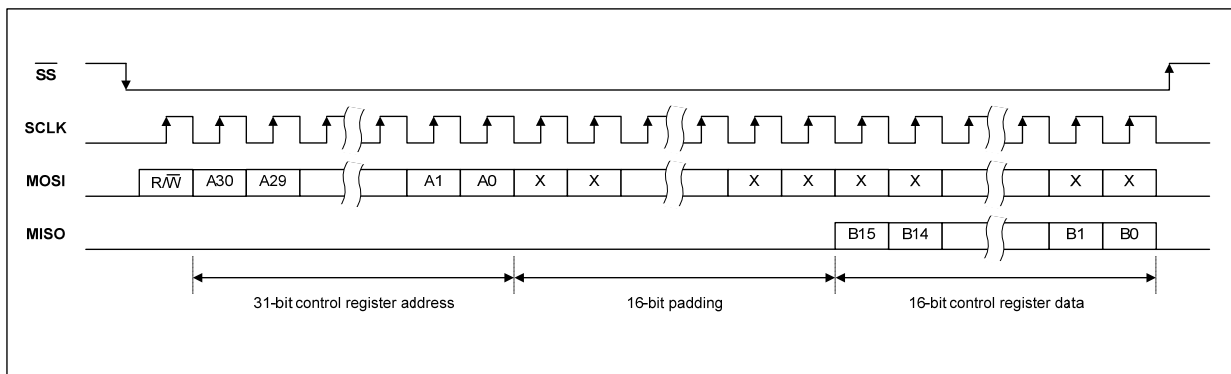 SS
SCLK
MOSI R/W A30 A29 A1 A0 X X X X X X X X
MISO B15 B14 B1 B0
31-bit control register address 16-bit padding 16-bit control register data